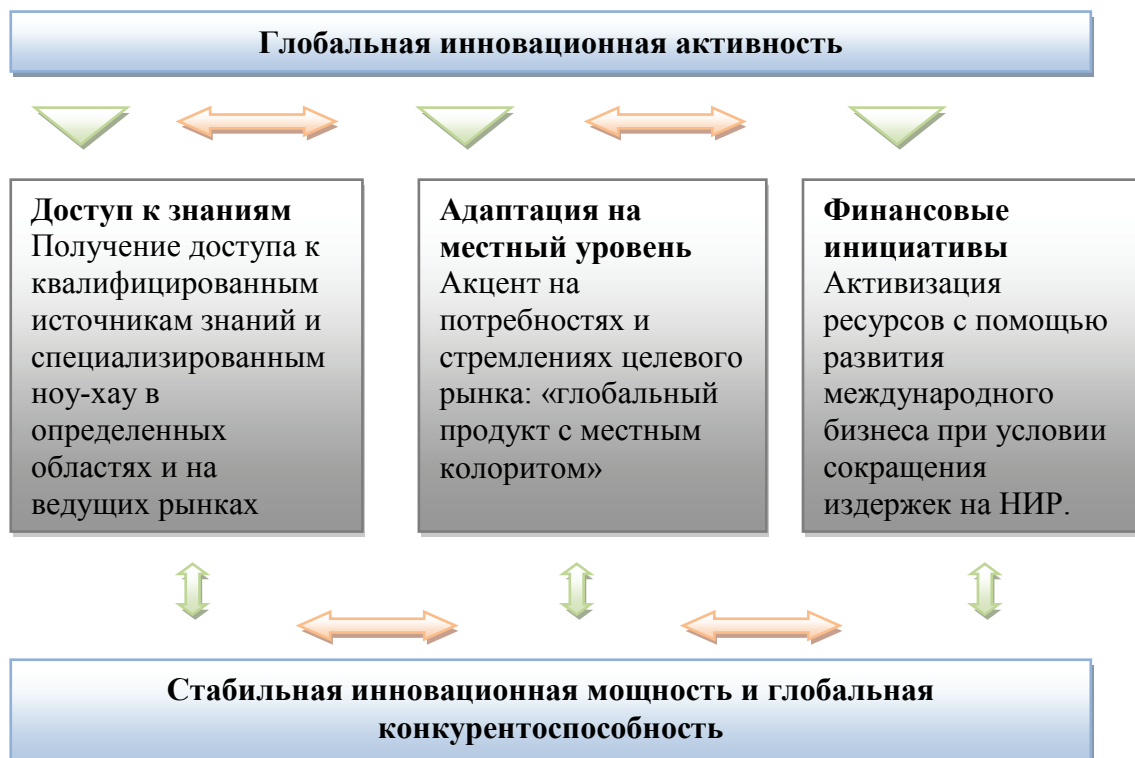 Глобальная инновационная активность
Доступ к знаниям
Получение доступа к
квалифицированным
источникам знаний и
специализированным
ноу-хау в
определенных
областях и на
ведущих рынках
Адаптация на
местный уровень
Акцент на
потребностях и
стремлениях целевого
рынка: «глобальный
продукт с местным
колоритом»
Финансовые
инициативы
Активизация
ресурсов с помощью
развития
международного
бизнеса при условии
сокращения
издержек на НИР.
Стабильная инновационная мощность и глобальная
конкурентоспособность